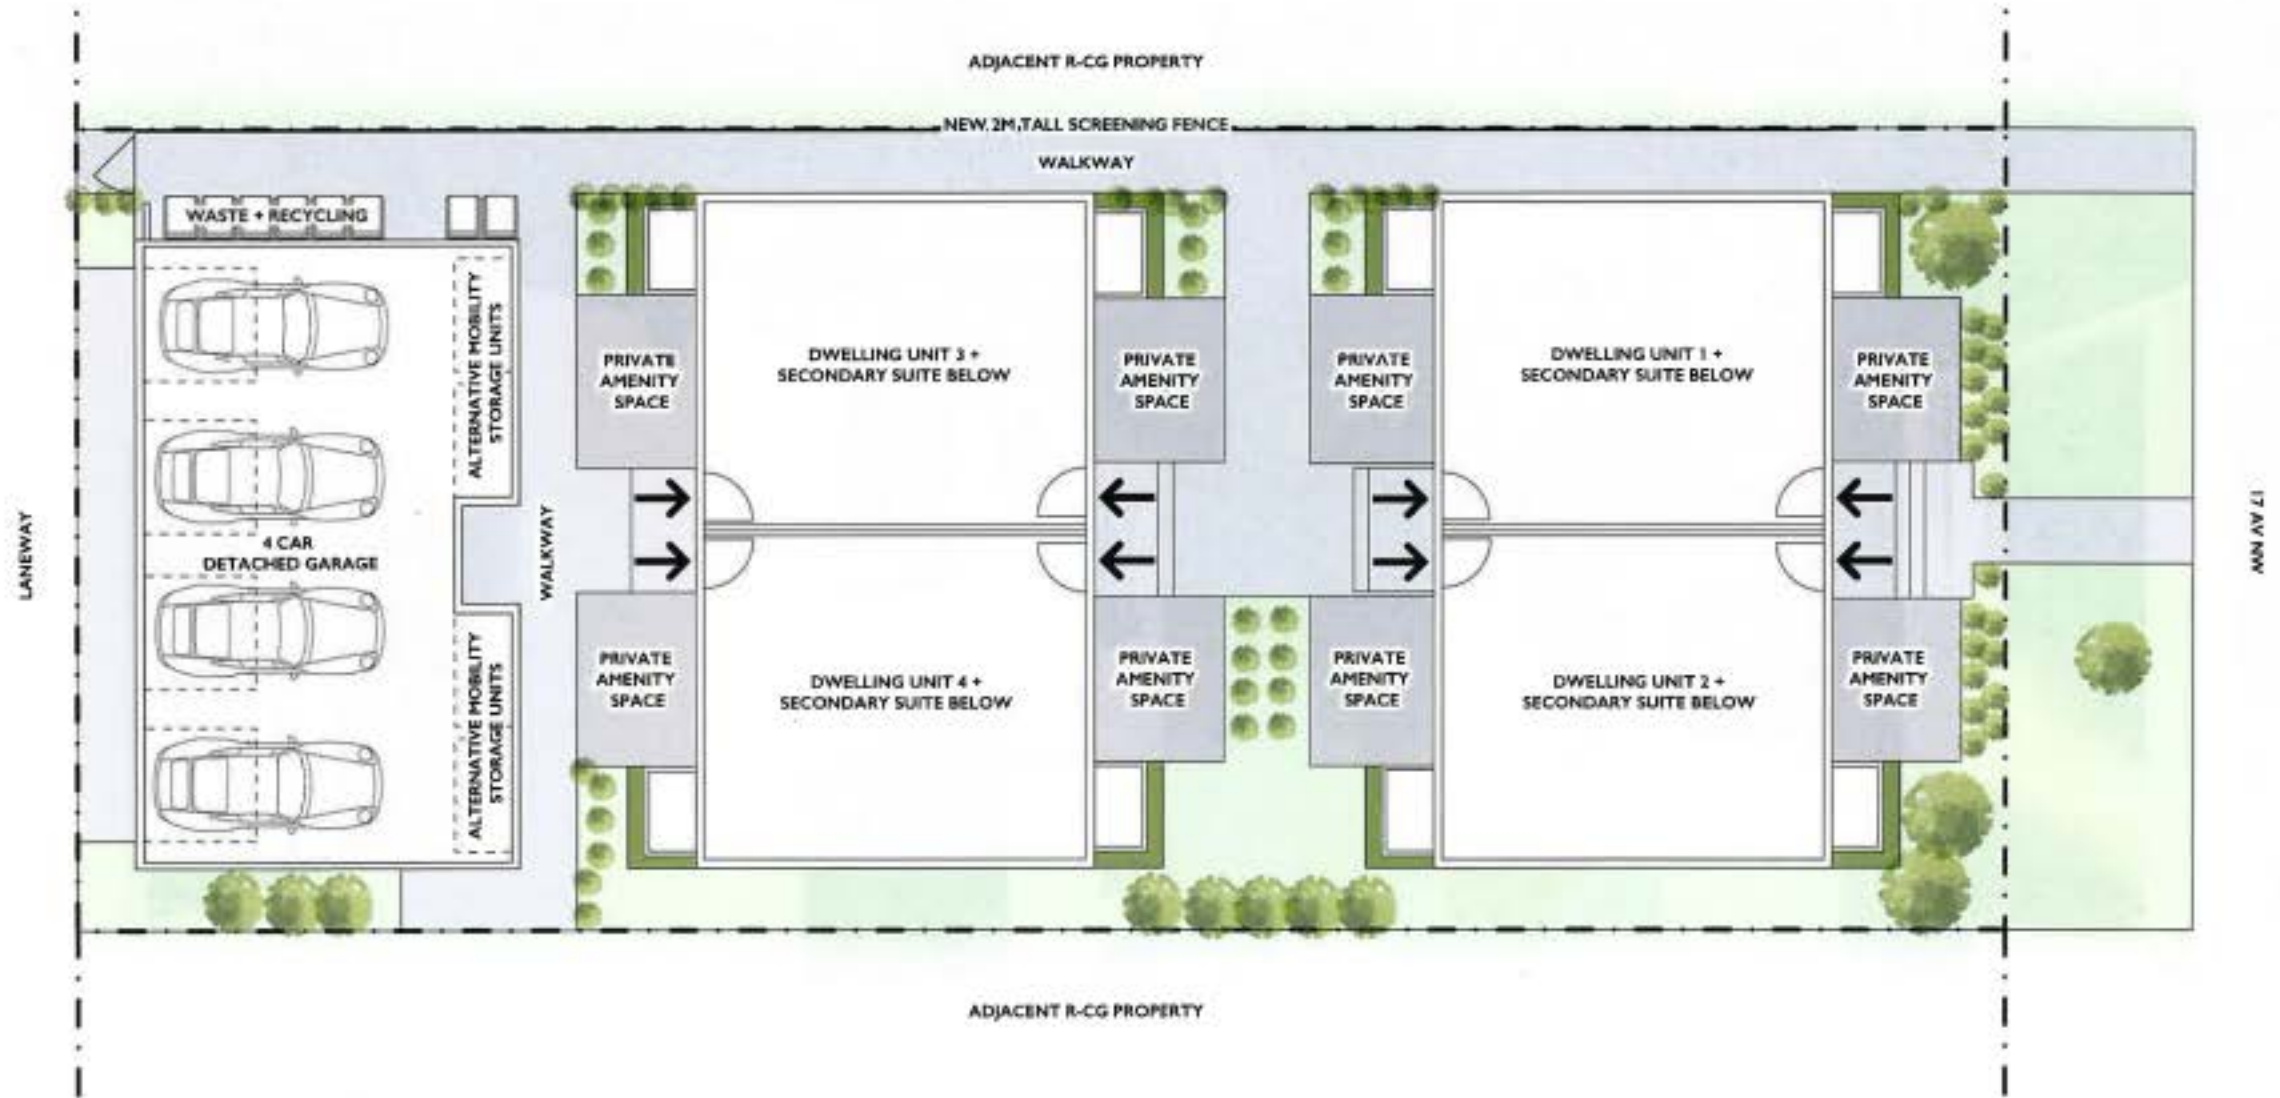 ADJACENT R-CG PROPERTY
NEW 2M TALL SCREENING FENCE
WALKWAY
WASTE + RECYCLING
ALTERNATIVE MOBILITY
STORAGE UNITS
PRIVATE
AMENITY
SPACE
DWELLING UNIT 3 +
SECONDARY SUITE BELOW
PRIVATE
AMENITY
SPACE
PRIVATE
AMENITY
SPACE
DWELLING UNIT 1 +
SECONDARY SUITE BELOW
PRIVATE
AMENITY
SPACE
LANEWAY
4 CAR
DETACHED GARAGE
WALKWAY
17 AV NW
ALTERNATIVE MOBILITY
STORAGE UNITS
PRIVATE
AMENITY
SPACE
DWELLING UNIT 4 +
SECONDARY SUITE BELOW
PRIVATE
AMENITY
SPACE
PRIVATE
AMENITY
SPACE
DWELLING UNIT 2 +
SECONDARY SUITE BELOW
PRIVATE
AMENITY
SPACE
ADJACENT R-CG PROPERTY